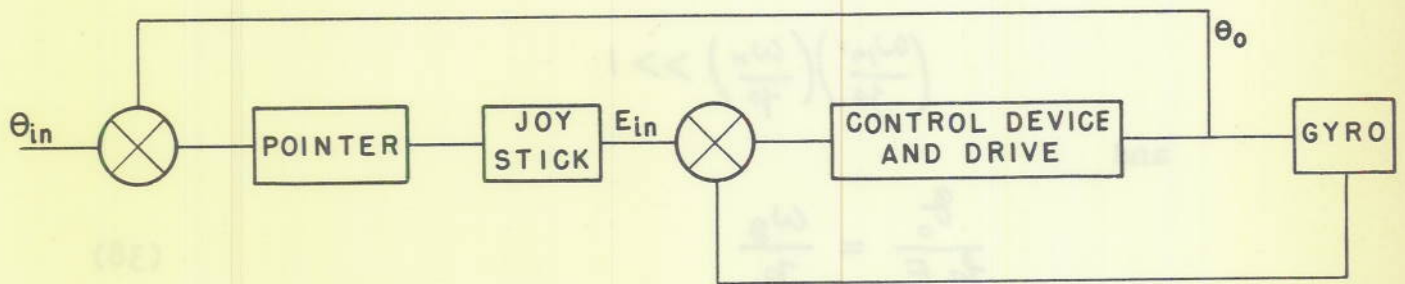 θo
θin
POINTER
JOY
STICK
Ein
CONTROL DEVICE
AND DRIVE
GYRO